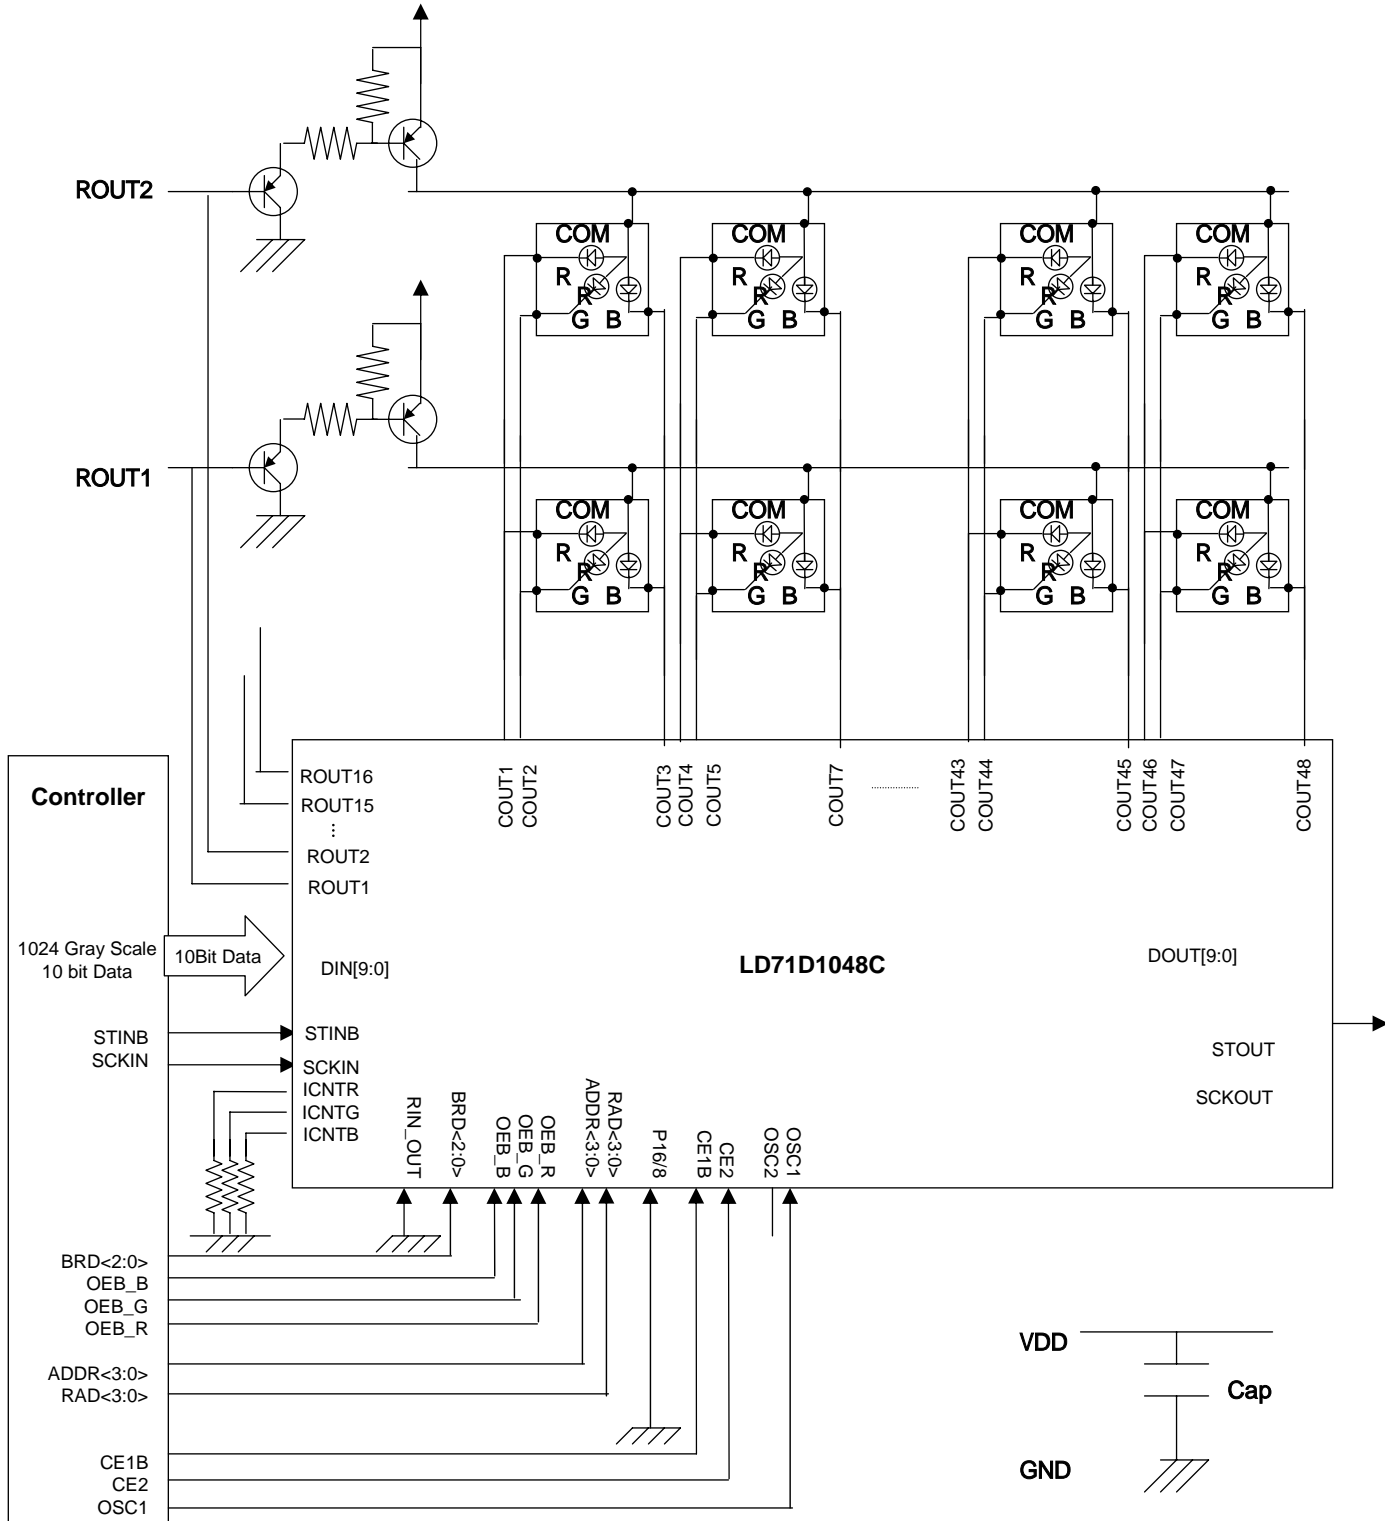 ROUT2
COM
R
R
G B
COM
R
R
G B
COM
R
R
G B
COM
R
R
G B
ROUT1
COM
R
R
G B
COM
R
R
G B
COM
R
R
G B
COM
R
R
G B
Controller
ROUT16
ROUT15
...
ROUT2
ROUT1
COUT1
COUT2
COUT3
COUT4
COUT5
COUT7
..........
COUT43
COUT44
COUT45
COUT46
COUT47
COUT48
1024 Gray Scale
10 bit Data
10Bit Data
DIN[9:0]
LD71D1048C
DOUT[9:0]
STINB
SCKIN
STINB
SCKIN
ICNTR
ICNTG
ICNTB
STOUT
SCKOUT
RIN_OUT
BRD<2:0>
OEB_B
OEB_G
OEB_R
ADDR<3:0>
RAD<3:0>
P16/8
CE1B
CE2
OSC2
OSC1
BRD<2:0>
OEB_B
OEB_G
OEB_R
ADDR<3:0>
RAD<3:0>
CE1B
CE2
OSC1
VDD
Cap
GND